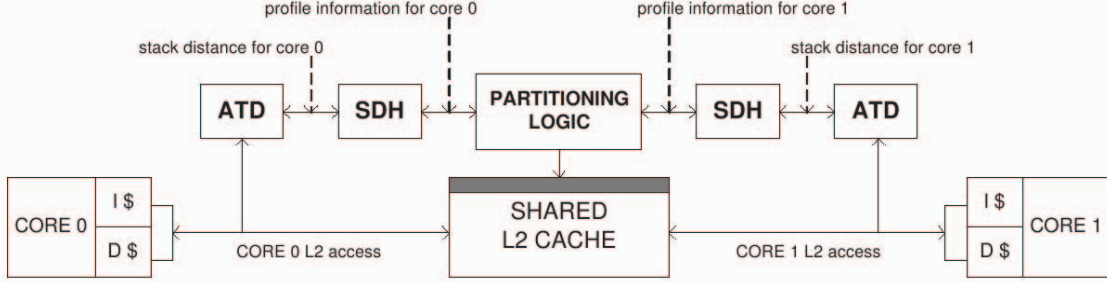 profile information for core 0
profile information for core 1
stack distance for core 0
stack distance for core 1
ATD
SDH
PARTITIONING
LOGIC
SDH
ATD
CORE 0
I $
D $
SHARED
L2 CACHE
CORE 0 L2 access
CORE 1 L2 access
I $
D $
CORE 1